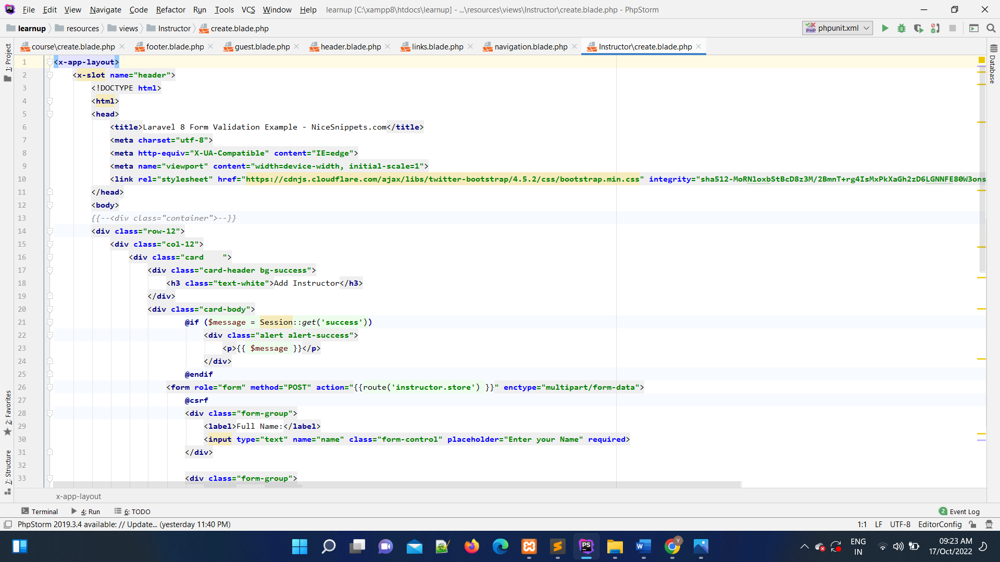 PS File Edit View Navigate Code Refactor Run Tools VCS Window Help learnup [C:\xampp8\htdocs\learnup] - ...\resources\views\Instructor\create.blade.php - PhpStorm
learnup resources views Instructor create.blade.php phpunit.xml
course\create.blade.php footer.blade.php guest.blade.php header.blade.php links.blade.php navigation.blade.php Instructor\create.blade.php
1: Project
Database
2: Favorites
7: Structure
1 <x-app-layout>
2 <x-slot name="header">
3 <!DOCTYPE html>
4 <html>
5 <head>
6 <title>Laravel 8 Form Validation Example - NiceSnippets.com</title>
7 <meta charset="utf-8">
8 <meta http-equiv="X-UA-Compatible" content="IE=edge">
9 <meta name="viewport" content="width=device-width, initial-scale=1">
10 <link rel="stylesheet" href="https://cdnjs.cloudflare.com/ajax/libs/twitter-bootstrap/4.5.2/css/bootstrap.min.css" integrity="sha512-MoRNloxbStBcD8z3M/2BmnT+rg4IsMxPkXaGh2zD6LGNNFE80W3ons
11 </head>
12 <body>
13 {{--<div class="container">--}}
14 <div class="row-12">
15 <div class="col-12">
16 <div class="card    ">
17 <div class="card-header bg-success">
18 <h3 class="text-white">Add Instructor</h3>
19 </div>
20 <div class="card-body">
21 @if ($message = Session::get('success'))
22 <div class="alert alert-success">
23 <p>{{ $message }}</p>
24 </div>
25 @endif
26 <form role="form" method="POST" action="{{route('instructor.store') }}" enctype="multipart/form-data">
27 @csrf
28 <div class="form-group">
29 <label>Full Name:</label>
30 <input type="text" name="name" class="form-control" placeholder="Enter your Name" required>
31 </div>
32
33 <div class="form-group">
x-app-layout
Terminal 4: Run 6: TODO 2 Event Log
PhpStorm 2019.3.4 available: // Update... (yesterday 11:40 PM) 1:1 LF UTF-8 EditorConfig
ENG 09:23 AM
IN 17/Oct/2022